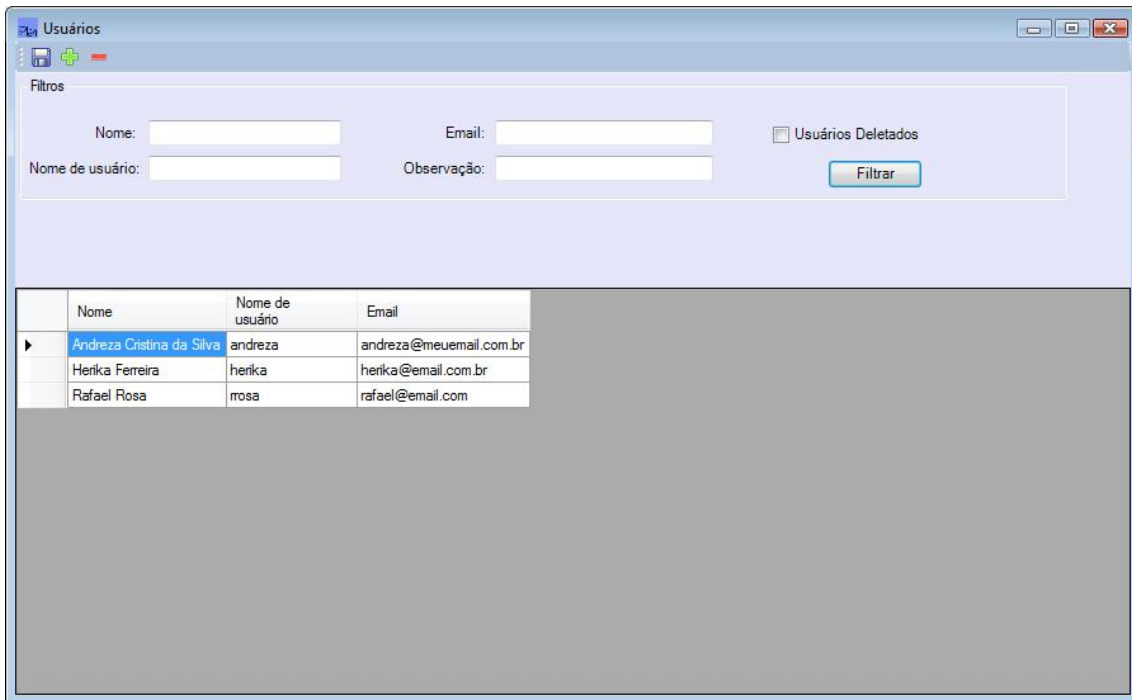 Usuários
Filtros
Nome: Email: Usuários Deletados
Nome de usuário: Observação: Filtrar
Nome Nome de usuário Email
Andreza Cristina da Silva andreza andreza@meuemail.com.br
Herika Ferreira herika herika@email.com.br
Rafael Rosa rrosa rafael@email.com